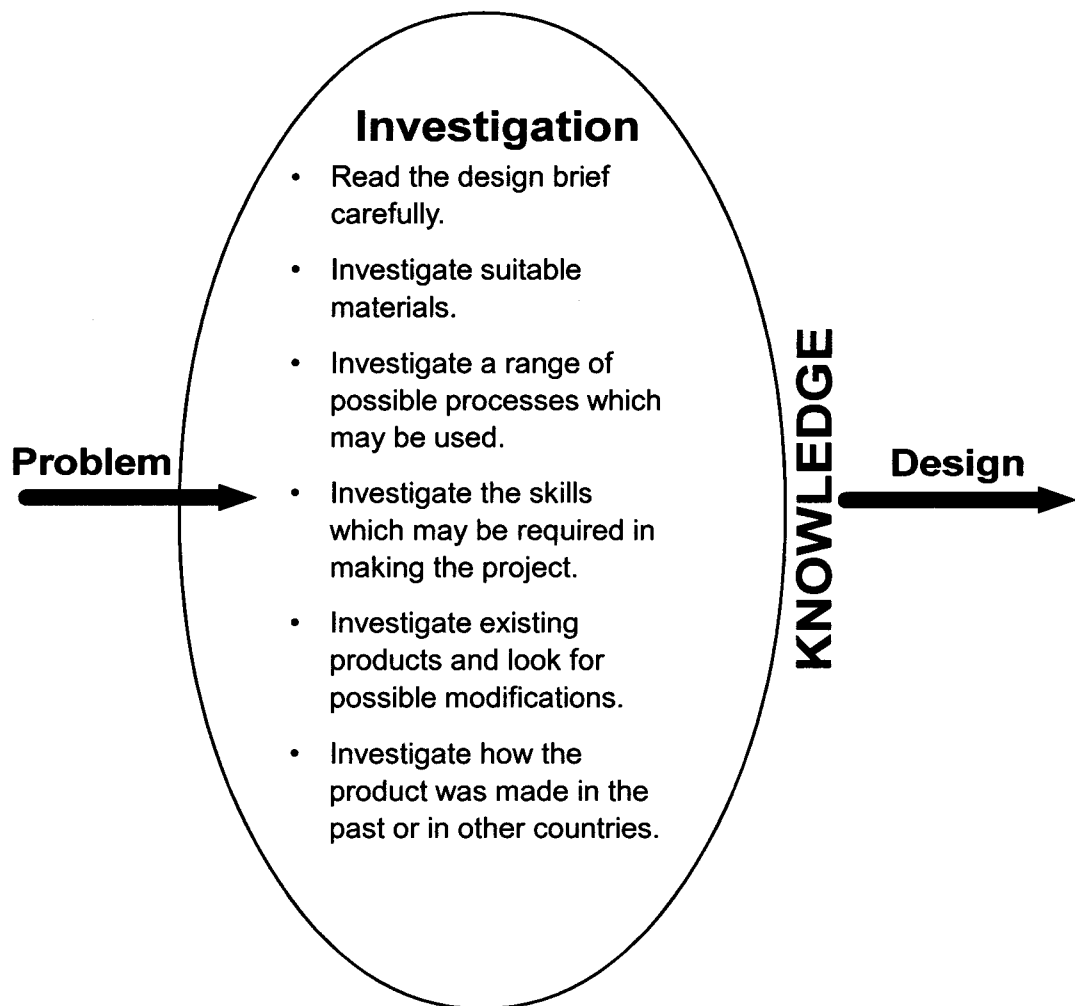 Investigation
• Read the design brief
carefully.
• Investigate suitable
materials.
• Investigate a range of
possible processes which
may be used.
Problem
• Investigate the skills
which may be required in
making the project.
• Investigate existing
products and look for
possible modifications.
• Investigate how the
product was made in the
past or in other countries.
KNOWLEDGE
Design